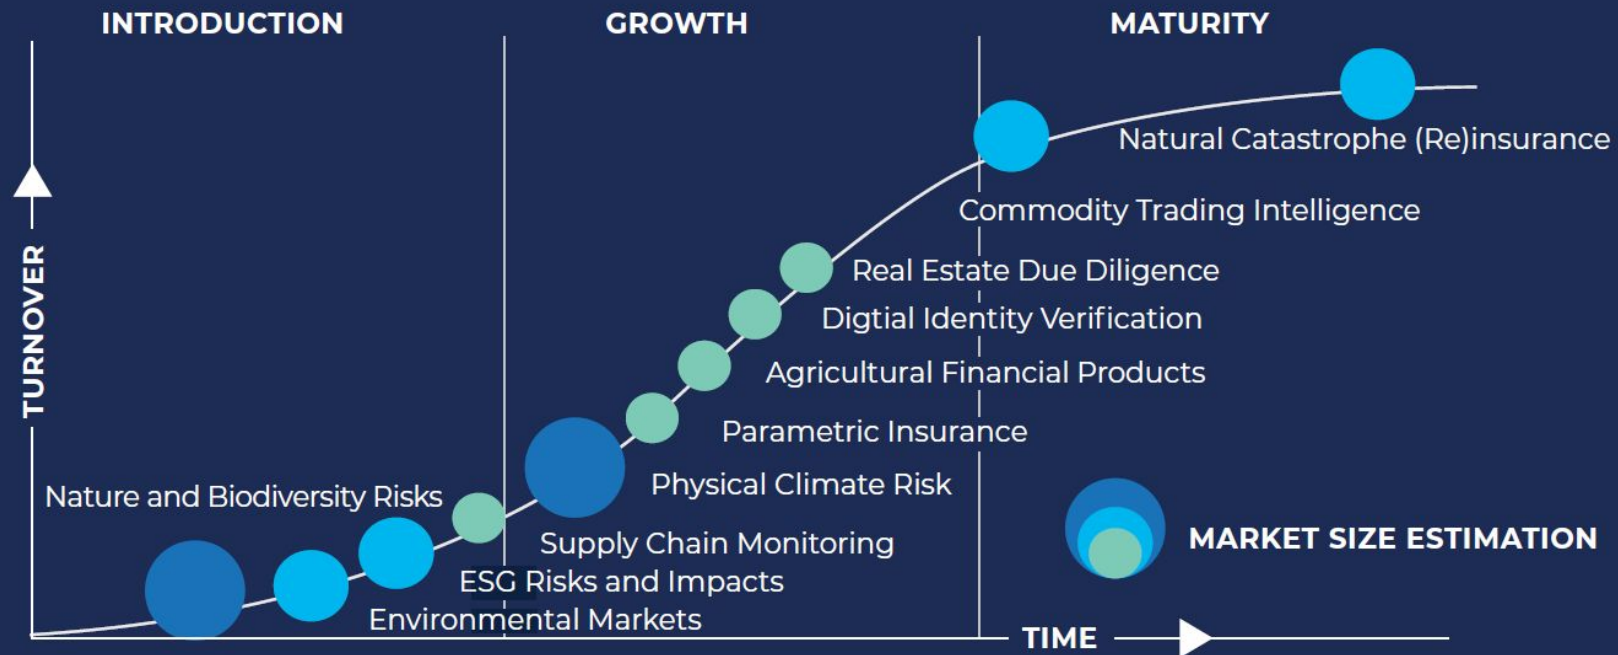 INTRODUCTION
GROWTH
MATURITY
Natural Catastrophe (Re)insurance
Commodity Trading Intelligence
Real Estate Due Diligence
Digtial Identity Verification
Agricultural Financial Products
Parametric Insurance
Physical Climate Risk
Nature and Biodiversity Risks
Supply Chain Monitoring
ESG Risks and Impacts
Environmental Markets
MARKET SIZE ESTIMATION
TURNOVER
TIME